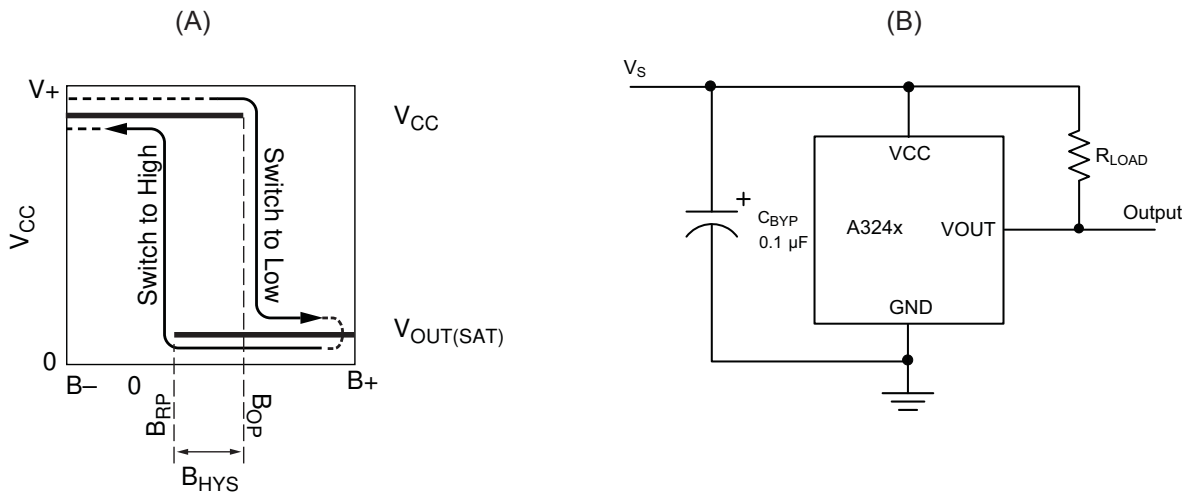 (A)
V+
VCC
Switch to High
Switch to Low
VCC
VOUT(SAT)
0
B–
0
B+
BRP
BOP
BHYS
(B)
VS
VCC
RLOAD
+
CBYP
0.1 µF
A324x
VOUT
Output
GND